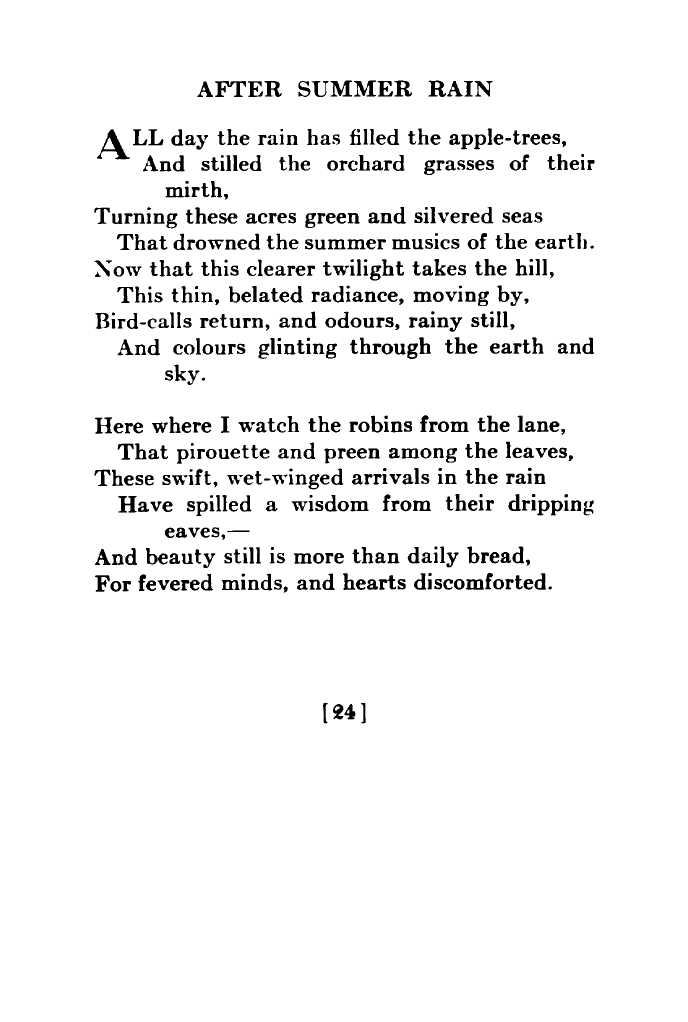 AFTER SUMMER RAIN
ALL day the rain has filled the apple-trees,
And stilled the orchard grasses of their
mirth,
Turning these acres green and silvered seas
That drowned the summer musics of the earth.
Now that this clearer twilight takes the hill,
This thin, belated radiance, moving by,
Bird-calls return, and odours, rainy still,
And colours glinting through the earth and
sky.
Here where I watch the robins from the lane,
That pirouette and preen among the leaves,
These swift, wet-winged arrivals in the rain
Have spilled a wisdom from their dripping
eaves,—
And beauty still is more than daily bread,
For fevered minds, and hearts discomforted.
[24]